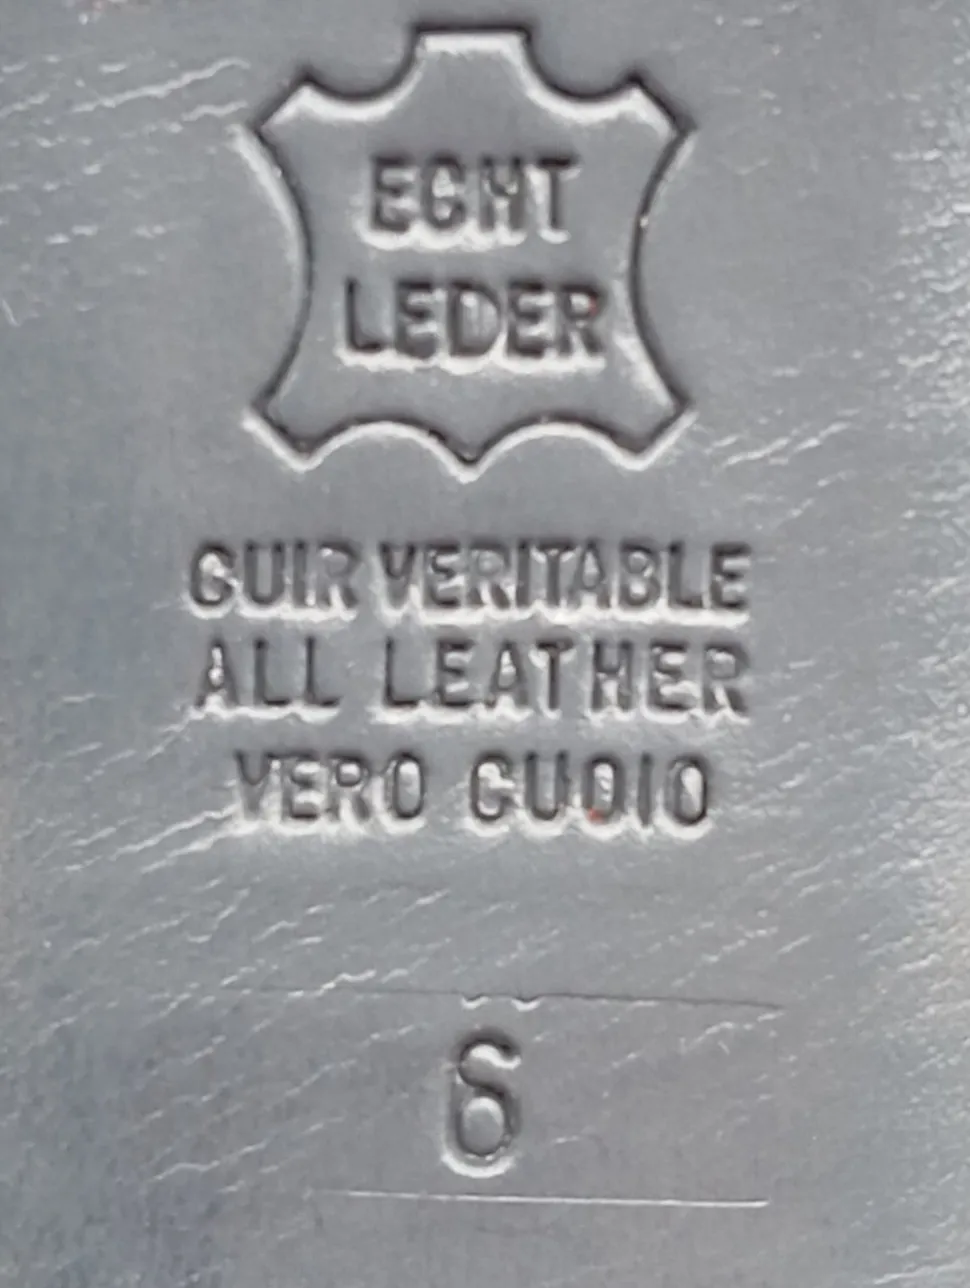 ECHT
LEDER
CUIR VERITABLE
ALL LEATHER
VERO CUOIO
6